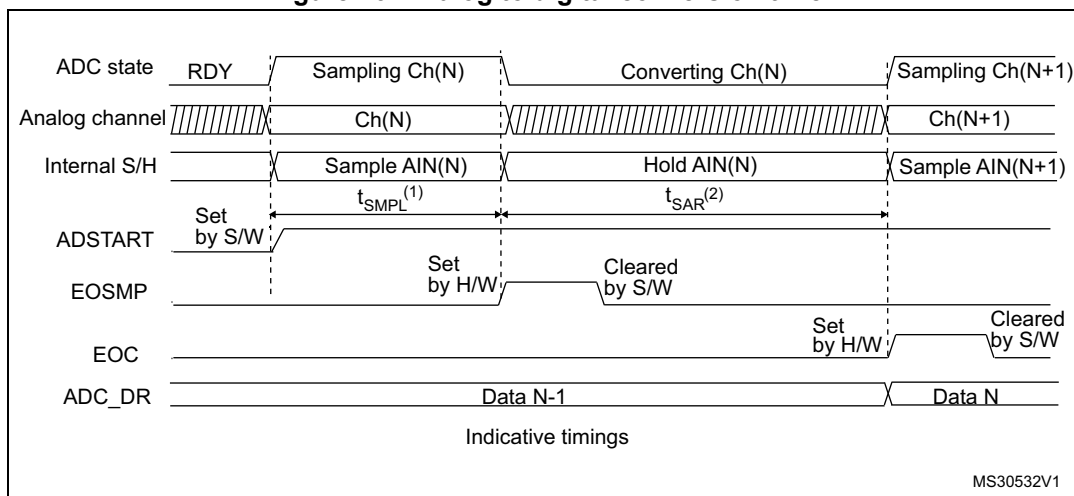 ADC state RDY Sampling Ch(N) Converting Ch(N) Sampling Ch(N+1)
Analog channel Ch(N) Ch(N+1)
Internal S/H Sample AIN(N) Hold AIN(N) Sample AIN(N+1)
tSMPL(1) tSAR(2)
ADSTART Set by S/W
EOSMP Set by H/W Cleared by S/W
EOC Set by H/W Cleared by S/W
ADC_DR Data N-1 Data N
Indicative timings
MS30532V1